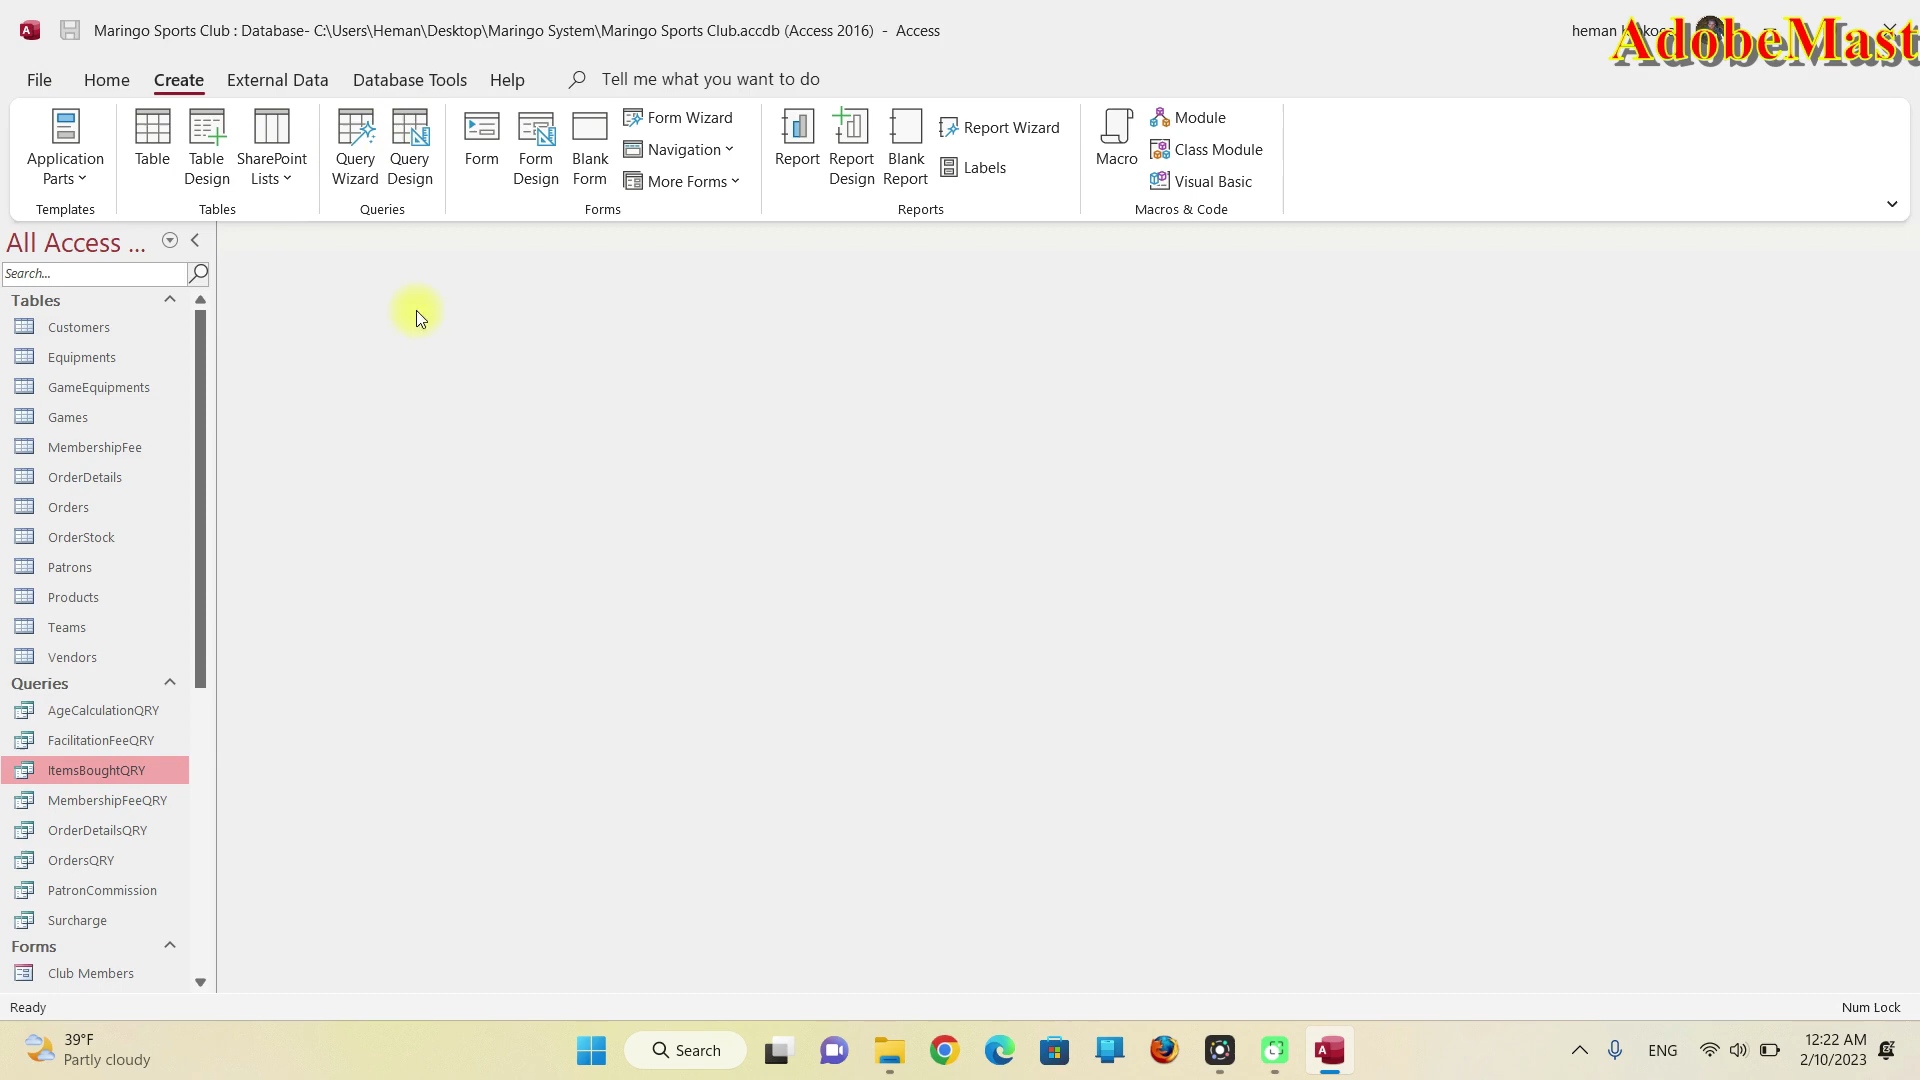 Maringo Sports Club : Database- C:\Users\Heman\Desktop\Maringo System\Maringo Sports Club.accdb (Access 2016) - Access
heman
AdobeMast
File Home Create External Data Database Tools Help Tell me what you want to do
Application Parts
Templates
Table
Table Design
SharePoint Lists
Tables
Query Wizard
Query Design
Queries
Form
Form Design
Blank Form
Form Wizard
Navigation
More Forms
Forms
Report
Report Design
Blank Report
Report Wizard
Labels
Reports
Macro
Module
Class Module
Visual Basic
Macros & Code
All Access ...
Search...
Tables
Customers
Equipments
GameEquipments
Games
MembershipFee
OrderDetails
Orders
OrderStock
Patrons
Products
Teams
Vendors
Queries
AgeCalculationQRY
FacilitationFeeQRY
ItemsBoughtQRY
MembershipFeeQRY
OrderDetailsQRY
OrdersQRY
PatronCommission
Surcharge
Forms
Club Members
Ready
Num Lock
39°F
Partly cloudy
Search
ENG
12:22 AM
2/10/2023